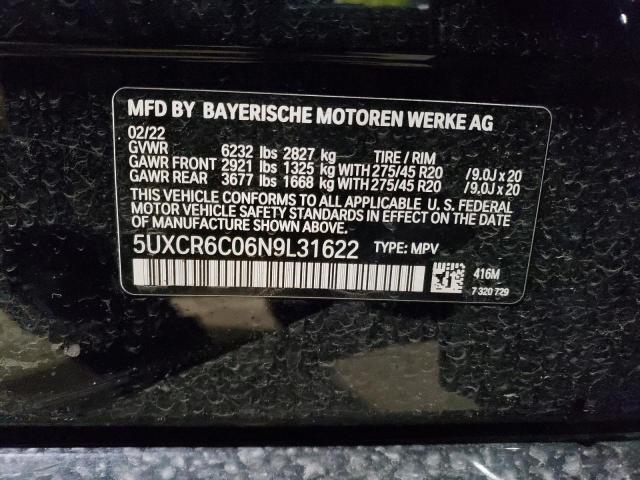 MFD BY BAYERISCHE MOTOREN WERKE AG
02/22
GVWR 6232 lbs 2827 kg TIRE / RIM
GAWR FRONT 2921 lbs 1325 kg WITH 275/45 R20 /9.0J x 20
GAWR REAR 3677 lbs 1668 kg WITH 275/45 R20 /9.0J x 20
THIS VEHICLE CONFORMS TO ALL APPLICABLE U. S. FEDERAL
MOTOR VEHICLE SAFETY STANDARDS IN EFFECT ON THE DATE
OF MANUFACTURE SHOWN ABOVE.
5UXCR6C06N9L31622 TYPE: MPV
416M
7 320 729